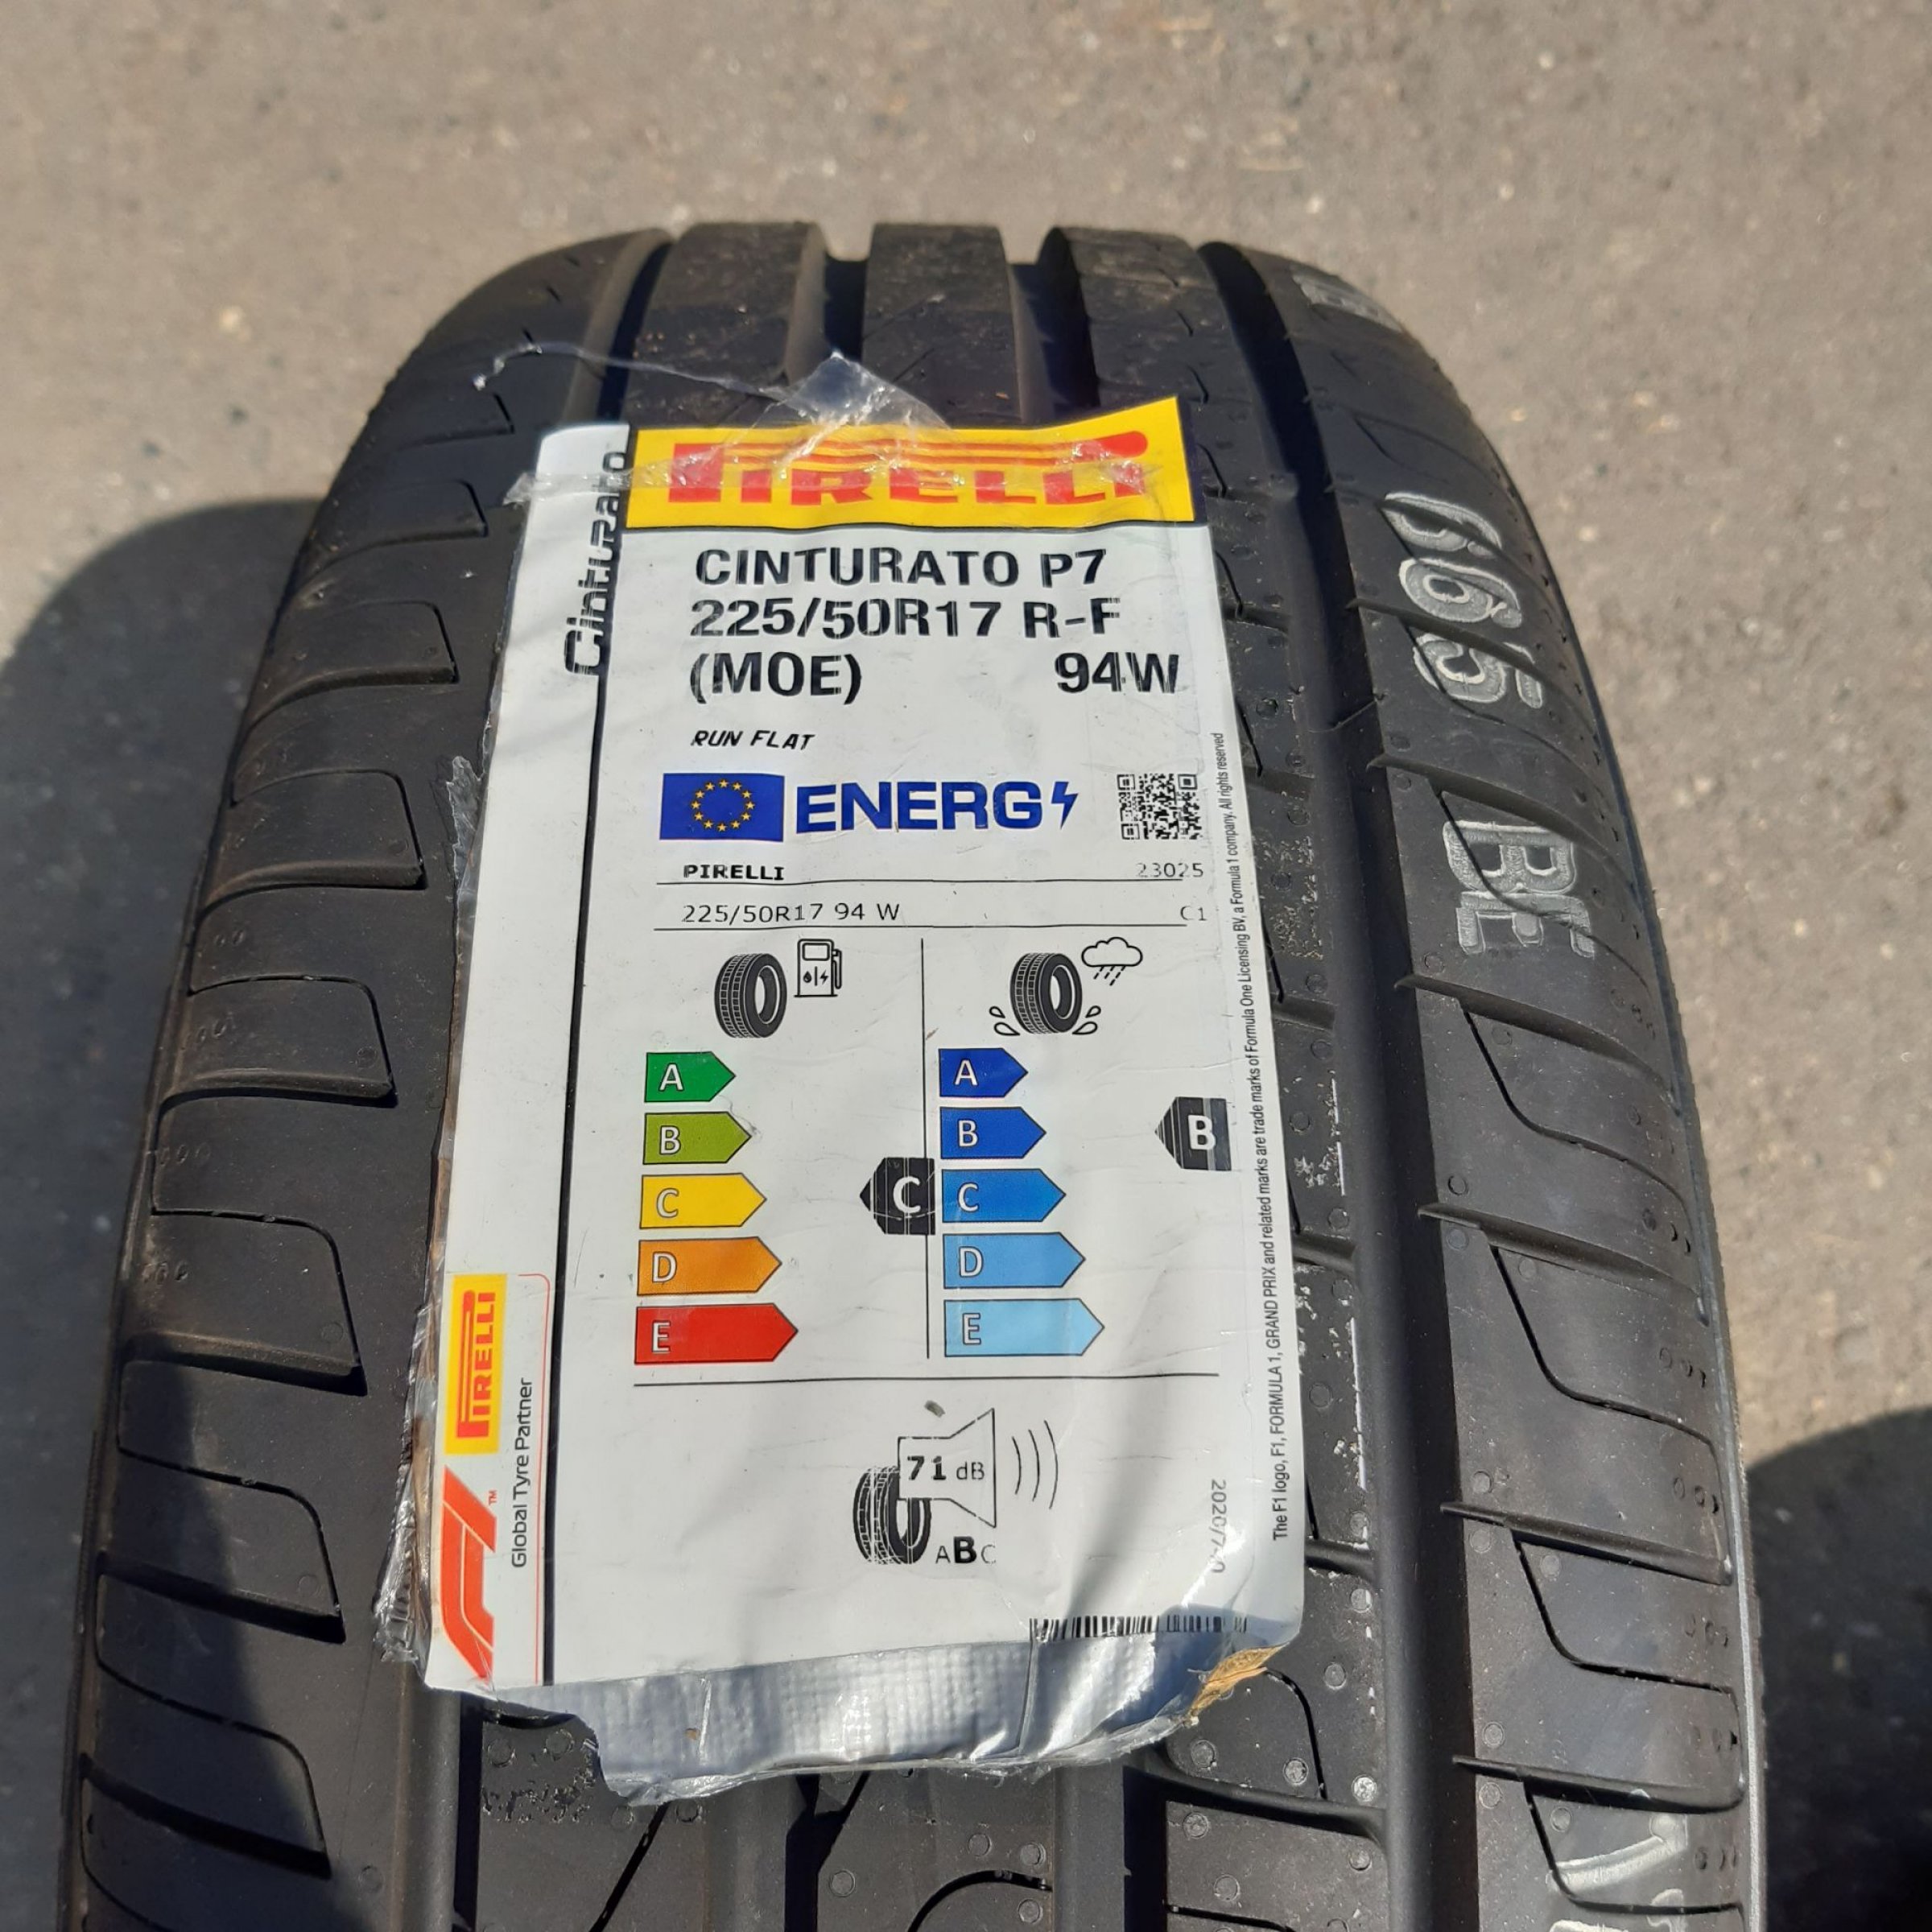 PIRELLI
Cinturato
CINTURATO P7
225/50R17 R-F
(MOE) 94W
RUN FLAT
ENERG
PIRELLI 23025
225/50R17 94 W C1
A
B
C
D
E
C
A
B
C
D
E
B
71 dB
ABC
PIRELLI
F1™
Global Tyre Partner
The F1 logo, F1, FORMULA 1, GRAND PRIX and related marks are trade marks of Formula One Licensing BV, a Formula 1 company. All rights reserved
BE